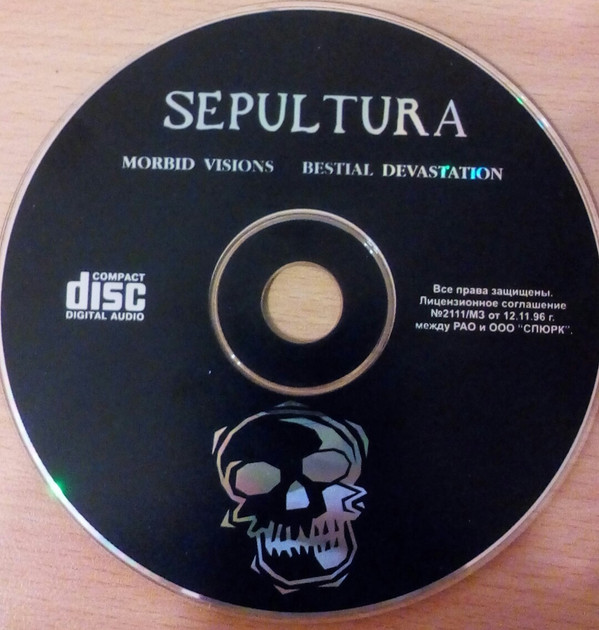 SEPULTURA
MORBID VISIONS BESTIAL DEVASTATION
COMPACT
disc
DIGITAL AUDIO
Все права защищены.
Лицензионное соглашение
№2111/МЗ от 12.11.96 г.
между РАО и ООО "СПЮРК".